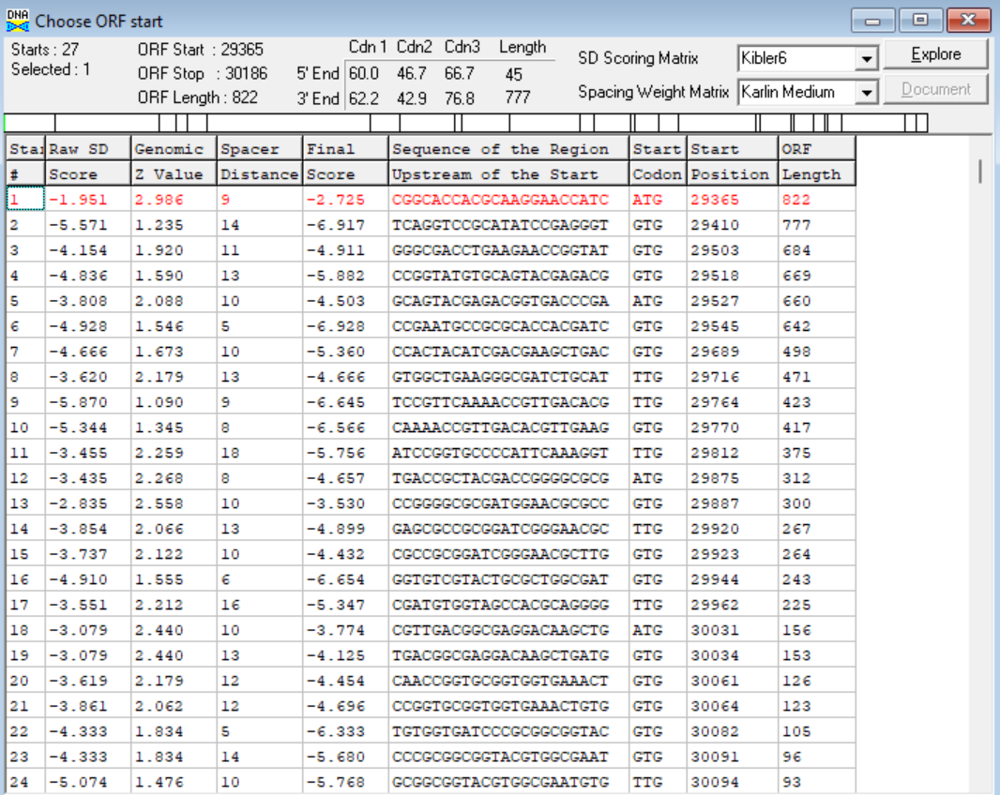 DNA Choose ORF start
Starts : 27 ORF Start : 29365 Cdn 1 Cdn2 Cdn3 Length SD Scoring Matrix Kibler6 Explore
Selected : 1 ORF Stop : 30186 5' End 60.0 46.7 66.7 45
ORF Length : 822 3' End 62.2 42.9 76.8 777 Spacing Weight Matrix Karlin Medium Document
Star Raw SD Genomic Spacer Final Sequence of the Region Start Start ORF
# Score Z Value Distance Score Upstream of the Start Codon Position Length
1 -1.951 2.986 9 -2.725 CGGCACCACGCAAGGAACCATC ATG 29365 822
2 -5.571 1.235 14 -6.917 TCAGGTCCGCATATCCGAGGGT GTG 29410 777
3 -4.154 1.920 11 -4.911 GGGCGACCTGAAGAACCGGTAT GTG 29503 684
4 -4.836 1.590 13 -5.882 CCGGTATGTGCAGTACGAGACG GTG 29518 669
5 -3.808 2.088 10 -4.503 GCAGTACGAGACGGTGACCCGA ATG 29527 660
6 -4.928 1.546 5 -6.928 CCGAATGCCGCGCACCACGATC GTG 29545 642
7 -4.666 1.673 10 -5.360 CCACTACATCGACGAAGCTGAC GTG 29689 498
8 -3.620 2.179 13 -4.666 GTGGCTGAAGGGCGATCTGCAT TTG 29716 471
9 -5.870 1.090 9 -6.645 TCCGTTCAAAACCGTTGACACG TTG 29764 423
10 -5.344 1.345 8 -6.566 CAAAACCGTTGACACGTTGAAG GTG 29770 417
11 -3.455 2.259 18 -5.756 ATCCGGTGCCCCATTCAAAGGT TTG 29812 375
12 -3.435 2.268 8 -4.657 TGACCGCTACGACCGGGGCGCG ATG 29875 312
13 -2.835 2.558 10 -3.530 CCGGGGCGCGATGGAACGCGCC GTG 29887 300
14 -3.854 2.066 13 -4.899 GAGCGCCGCGGATCGGGAACGC TTG 29920 267
15 -3.737 2.122 10 -4.432 CGCCGCGGATCGGGAACGCTTG GTG 29923 264
16 -4.910 1.555 6 -6.654 GGTGTCGTACTGCGCTGGCGAT GTG 29944 243
17 -3.551 2.212 16 -5.347 CGATGTGGTAGCCACGCAGGGG TTG 29962 225
18 -3.079 2.440 10 -3.774 CGTTGACGGCGAGGACAAGCTG ATG 30031 156
19 -3.079 2.440 13 -4.125 TGACGGCGAGGACAAGCTGATG GTG 30034 153
20 -3.619 2.179 12 -4.454 CAACCGGTGCGGTGGTGAAACT GTG 30061 126
21 -3.861 2.062 12 -4.696 CCGGTGCGGTGGTGAAACTGTG GTG 30064 123
22 -4.333 1.834 5 -6.333 TGTGGTGATCCCGCGGCGGTAC GTG 30082 105
23 -4.333 1.834 14 -5.680 CCCGCGGCGGTACGTGGCGAAT GTG 30091 96
24 -5.074 1.476 10 -5.768 GCGGCGGTACGTGGCGAATGTG TTG 30094 93